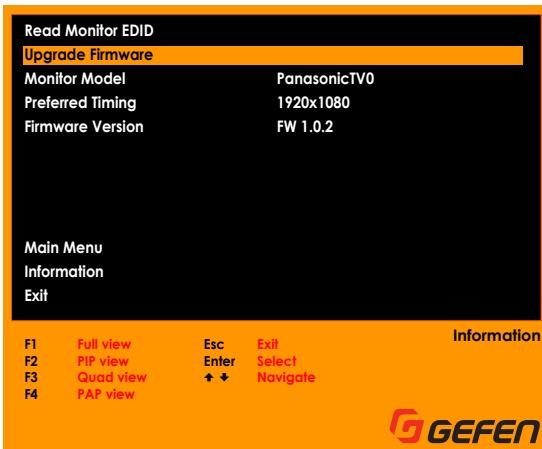 Read Monitor EDID
Upgrade Firmware
Monitor Model PanasonicTV0
Preferred Timing 1920x1080
Firmware Version FW 1.0.2
Main Menu
Information
Exit
Information
F1 Full view Esc Exit
F2 PIP view Enter Select
F3 Quad view ↑ ↓ Navigate
F4 PAP view
GEFEN